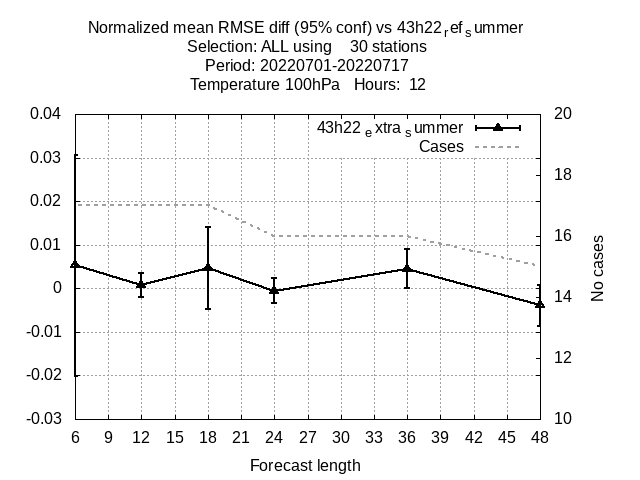 Normalized mean RMSE diff (95% conf) vs 43h22refsummer
Selection: ALL using 30 stations
Period: 20220701-20220717
Temperature 100hPa Hours: 12
43h22extrasummer
Cases
0.04
0.03
0.02
0.01
0
-0.01
-0.02
-0.03
20
18
16
14
12
10
No cases
6 9 12 15 18 21 24 27 30 33 36 39 42 45 48
Forecast length